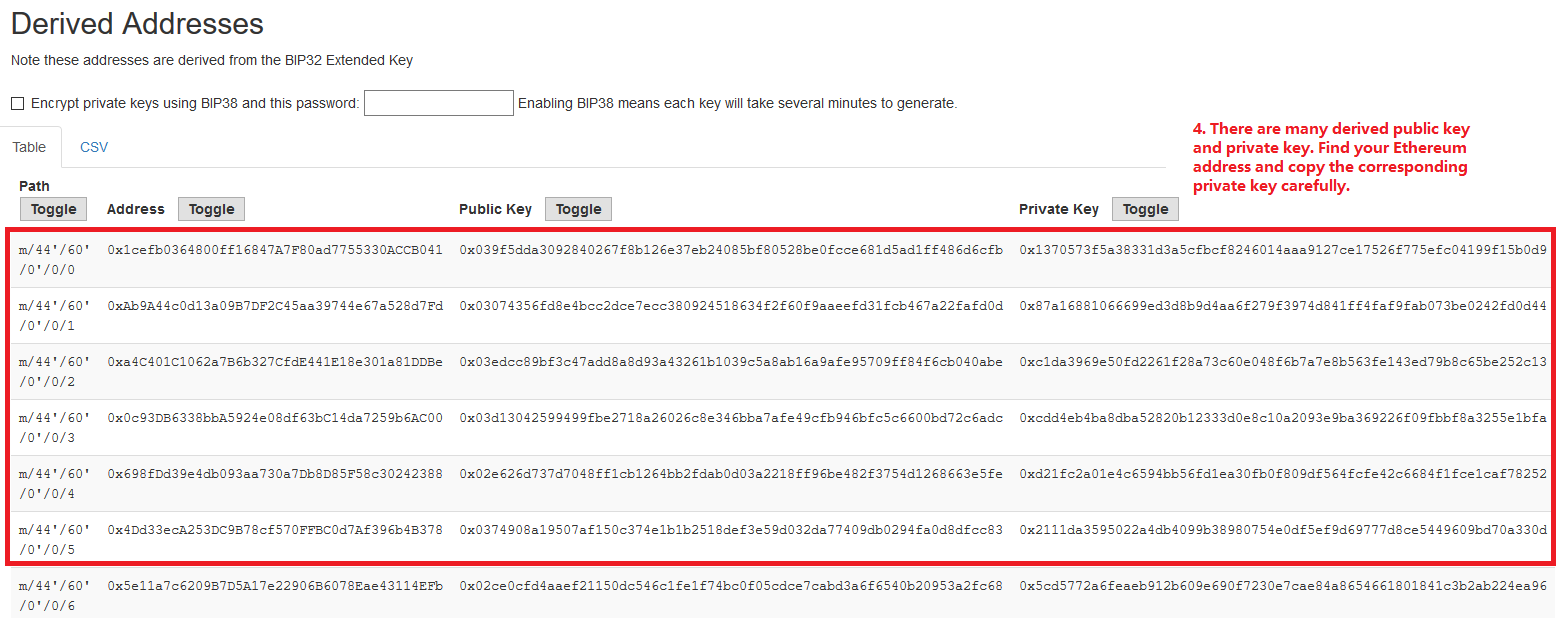 Derived Addresses
Note these addresses are derived from the BIP32 Extended Key
Encrypt private keys using BIP38 and this password: Enabling BIP38 means each key will take several minutes to generate.
Table CSV
4. There are many derived public key
and private key. Find your Ethereum
address and copy the corresponding
private key carefully.
Path
Toggle Address Toggle Public Key Toggle Private Key Toggle
m/44'/60' 0x1cefb0364800ff16847A7F80ad7755330ACCB041 0x039f5dda3092840267f8b126e37eb24085bf80528be0fcce681d5ad1ff486d6cfb 0x1370573f5a38331d3a5cfbcf8246014aaa9127ce17526f775efc04199f15b0d9
/0'/0/0
m/44'/60' 0xAb9A44c0d13a09B7DF2C45aa39744e67a528d7Fd 0x03074356fd8e4bcc2dce7ecc380924518634f2f60f9aaeefd31fcb467a22fafd0d 0x87a16881066699ed3d8b9d4aa6f279f3974d841ff4faf9fab073be0242fd0d44
/0'/0/1
m/44'/60' 0xa4C401C1062a7B6b327CfdE441E18e301a81DDBe 0x03edcc89bf3c47add8a8d93a43261b1039c5a8ab16a9afe95709ff84f6cb040abe 0xc1da3969e50fd2261f28a73c60e048f6b7a7e8b563fe143ed79b8c65be252c13
/0'/0/2
m/44'/60' 0x0c93DB6338bbA5924e08df63bC14da7259b6AC00 0x03d13042599499fbe2718a26026c8e346bba7afe49cfb946bfc5c6600bd72c6adc 0xcdd4eb4ba8dba52820b12333d0e8c10a2093e9ba369226f09fbbf8a3255e1bfa
/0'/0/3
m/44'/60' 0x698fDd39e4db093aa730a7Db8D85F58c30242388 0x02e626d737d7048ff1cb1264bb2fdab0d03a2218ff96be482f3754d1268663e5fe 0xd21fc2a01e4c6594bb56fd1ea30fb0f809df564fcfe42c6684f1fce1caf78252
/0'/0/4
m/44'/60' 0x4Dd33ecA253DC9B78cf570FFBC0d7Af396b4B378 0x0374908a19507af150c374e1b1b2518def3e59d032da77409db0294fa0d8dfcc83 0x2111da3595022a4db4099b38980754e0df5ef9d69777d8ce5449609bd70a330d
/0'/0/5
m/44'/60' 0x5e11a7c6209B7D5A17e22906B6078Eae43114EFb 0x02ce0cfd4aaef21150dc546c1fe1f74bc0f05cdce7cabd3a6f6540b20953a2fc68 0x5cd5772a6feaeb912b609e690f7230e7cae84a8654661801841c3b2ab224ea96
/0'/0/6